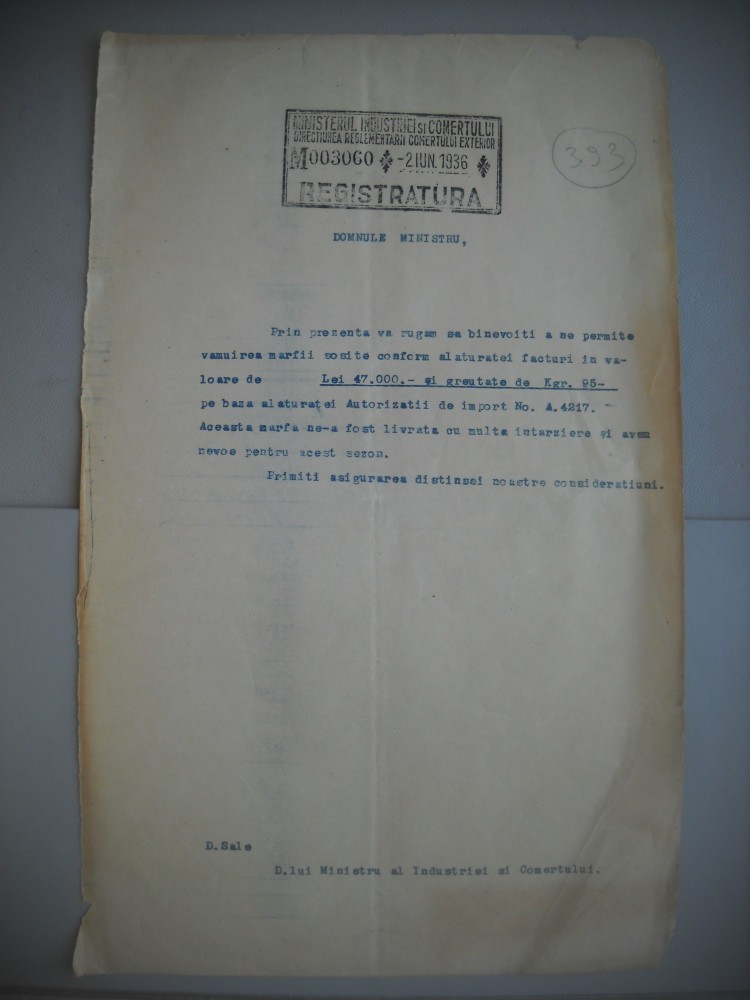 MINISTERUL INDUSTRIEI SI COMERTULUI
DIRECTIUNEA REGLEMENTARII COMERTULUI EXTERIOR
M003060 -2 IUN. 1936
REGISTRATURA
393
DOMNULE MINISTRU,
Prin prezenta va rugam sa binevoiti a ne permite
vamuirea marfii sosite conform alaturatei facturi in va-
loare de Lei 47.000.- și greutate de Kgr. 95-
pe baza alaturatei Autorizatii de import No. A.4217. -
Aceasta marfa ne-a fost livrata cu multa intarziere și avem
nevoe pentru acest sezon.
Primiti asigurarea distinsei noastre consideratiuni.
D.Sale
D.lui Ministru al Industriei si Comertului.